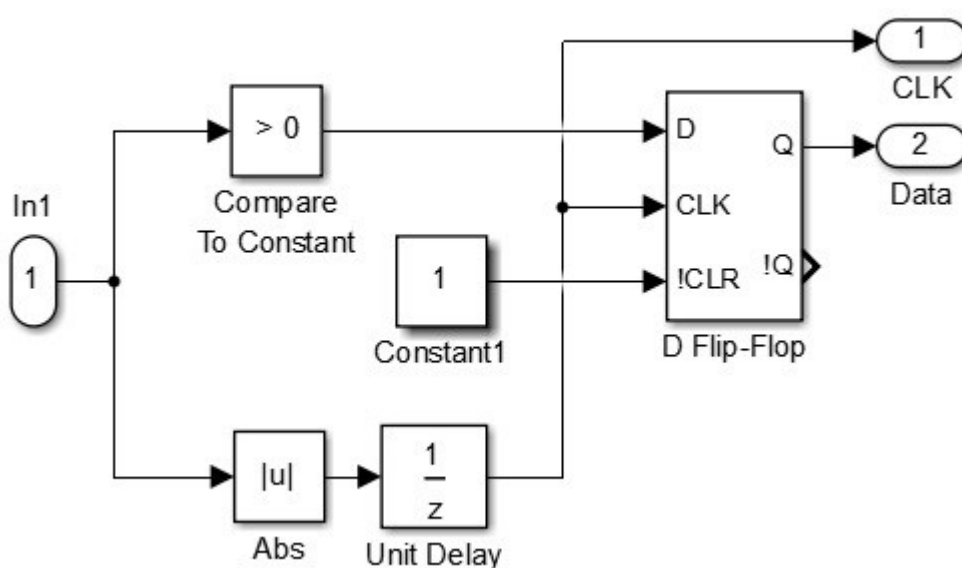 1
CLK
> 0
D
Q
2
Compare
To Constant
CLK
Data
In1
1
1
!CLR
!Q
Constant1
D Flip-Flop
|u|
1
z
Abs
Unit Delay